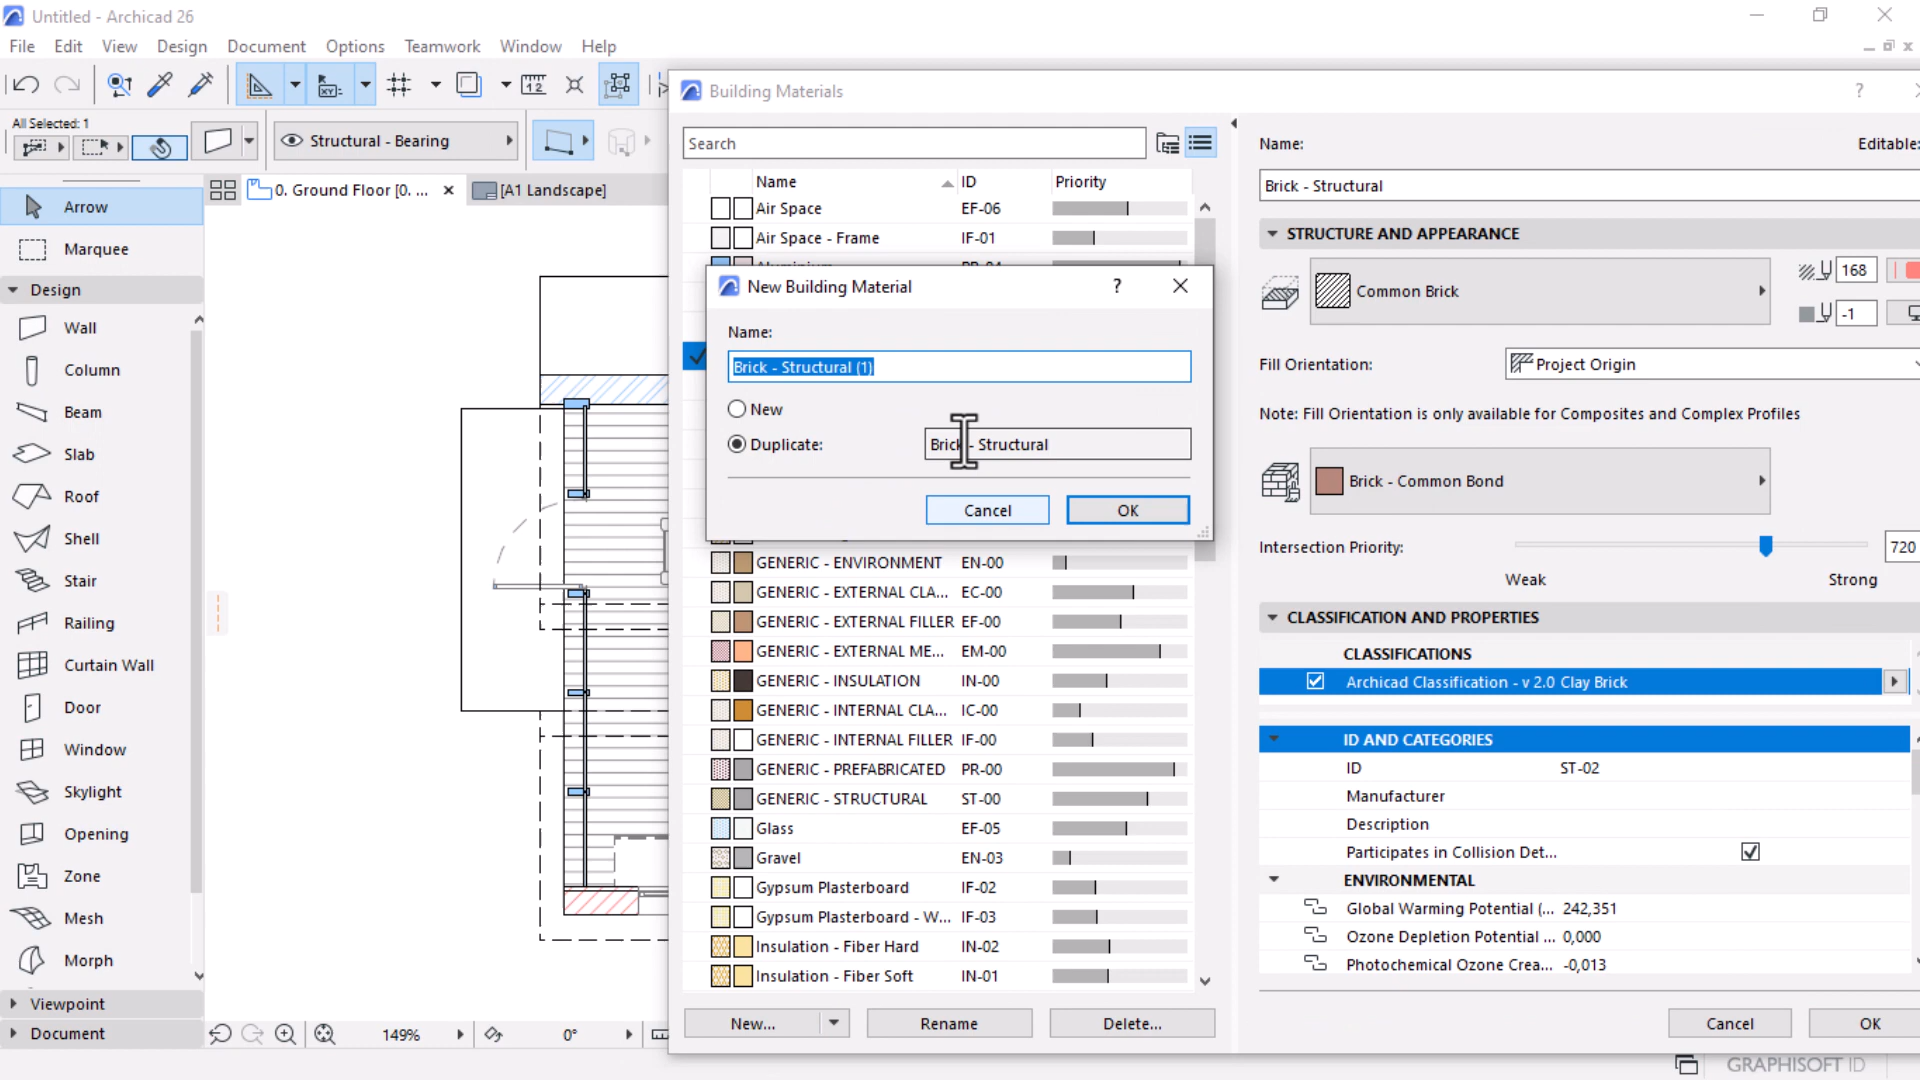 Untitled - Archicad 26
File Edit View Design Document Options Teamwork Window Help
All Selected: 1
Structural - Bearing
0. Ground Floor [0. ...
[A1 Landscape]
Arrow
Marquee
Design
Wall
Column
Beam
Slab
Roof
Shell
Stair
Railing
Curtain Wall
Door
Window
Skylight
Opening
Zone
Mesh
Morph
Viewpoint
Document
149%
0°
Building Materials
?
Search
Name ID Priority
Air Space EF-06
Air Space - Frame IF-01
New Building Material
?
Name:
Brick - Structural (1)
New
Duplicate:
Brick - Structural
Cancel
OK
GENERIC - ENVIRONMENT EN-00
GENERIC - EXTERNAL CLA... EC-00
GENERIC - EXTERNAL FILLER EF-00
GENERIC - EXTERNAL ME... EM-00
GENERIC - INSULATION IN-00
GENERIC - INTERNAL CLA... IC-00
GENERIC - INTERNAL FILLER IF-00
GENERIC - PREFABRICATED PR-00
GENERIC - STRUCTURAL ST-00
Glass EF-05
Gravel EN-03
Gypsum Plasterboard IF-02
Gypsum Plasterboard - W... IF-03
Insulation - Fiber Hard IN-02
Insulation - Fiber Soft IN-01
New...
Rename
Delete...
Name:
Editable:
Brick - Structural
STRUCTURE AND APPEARANCE
Common Brick
168
-1
Fill Orientation:
Project Origin
Note: Fill Orientation is only available for Composites and Complex Profiles
Brick - Common Bond
Intersection Priority:
720
Weak
Strong
CLASSIFICATION AND PROPERTIES
CLASSIFICATIONS
Archicad Classification - v 2.0 Clay Brick
ID AND CATEGORIES
ID ST-02
Manufacturer
Description
Participates in Collision Det...
ENVIRONMENTAL
Global Warming Potential (... 242,351
Ozone Depletion Potential ... 0,000
Photochemical Ozone Crea... -0,013
Cancel
OK
GRAPHISOFT ID